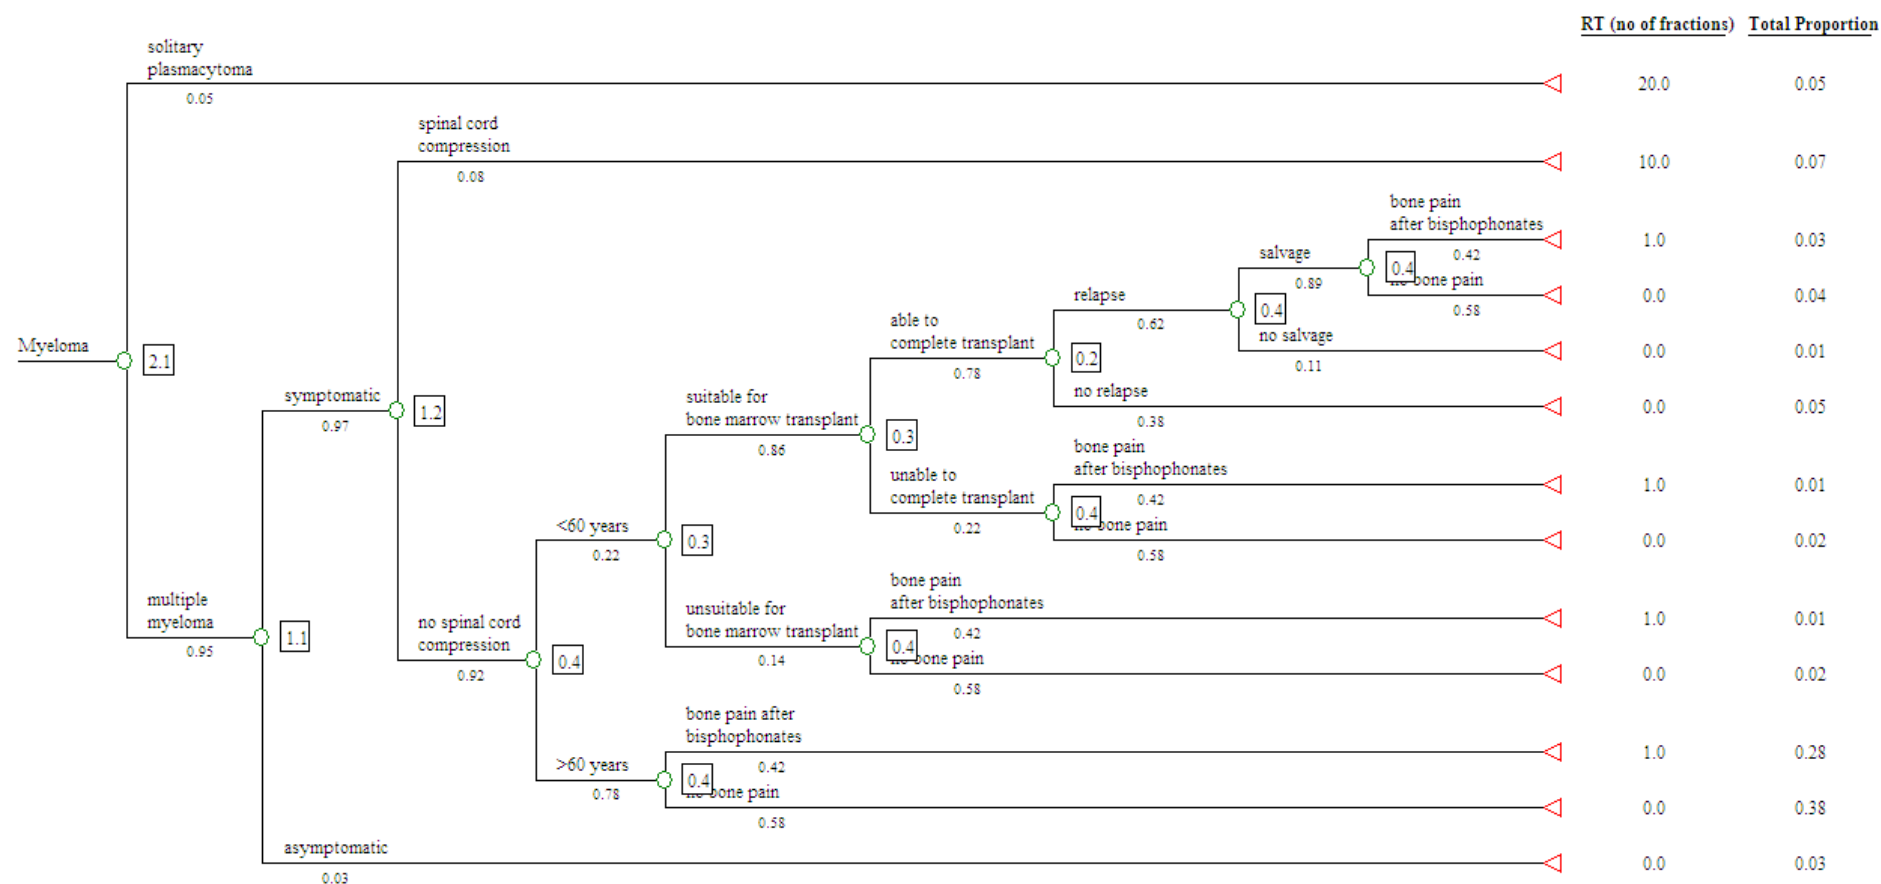 RT (no of fractions) Total Proportion
solitary
plasmacytoma
0.05
20.0 0.05
spinal cord
compression
0.08
10.0 0.07
bone pain
after bisphophonates
0.42
1.0 0.03
salvage
0.89
0.4
bone pain
0.58
0.0 0.04
relapse
0.62
0.4
no salvage
0.11
0.0 0.01
able to
complete transplant
0.78
0.2
no relapse
0.38
0.0 0.05
Myeloma
2.1
symptomatic
0.97
1.2
suitable for
bone marrow transplant
0.86
0.3
bone pain
after bisphophonates
0.42
1.0 0.01
unable to
complete transplant
0.22
0.4
bone pain
0.58
0.0 0.02
<60 years
0.22
0.3
bone pain
after bisphophonates
0.42
1.0 0.01
unsuitable for
bone marrow transplant
0.14
0.4
bone pain
0.58
0.0 0.02
multiple
myeloma
0.95
1.1
no spinal cord
compression
0.92
0.4
bone pain after
bisphophonates
0.42
1.0 0.28
>60 years
0.78
0.4
bone pain
0.58
0.0 0.38
asymptomatic
0.03
0.0 0.03